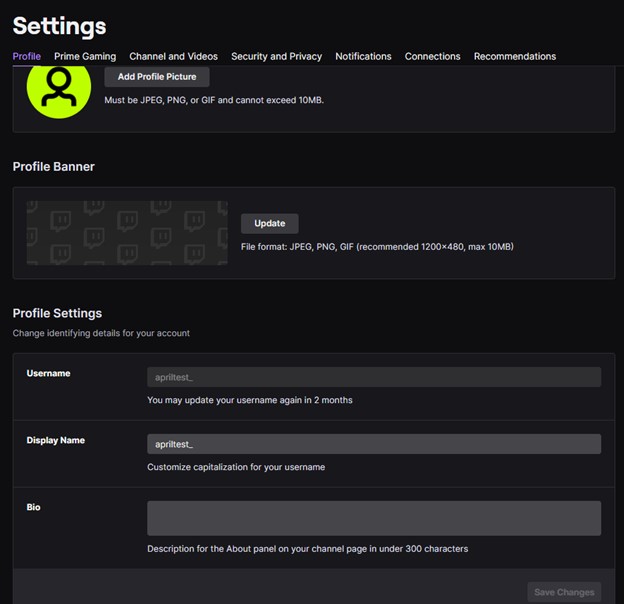 Settings
Profile Prime Gaming Channel and Videos Security and Privacy Notifications Connections Recommendations
Add Profile Picture
Must be JPEG, PNG, or GIF and cannot exceed 10MB.
Profile Banner
Update
File format: JPEG, PNG, GIF (recommended 1200×480, max 10MB)
Profile Settings
Change identifying details for your account
Username
apriltest_
You may update your username again in 2 months
Display Name
apriltest_
Customize capitalization for your username
Bio
Description for the About panel on your channel page in under 300 characters
Save Changes